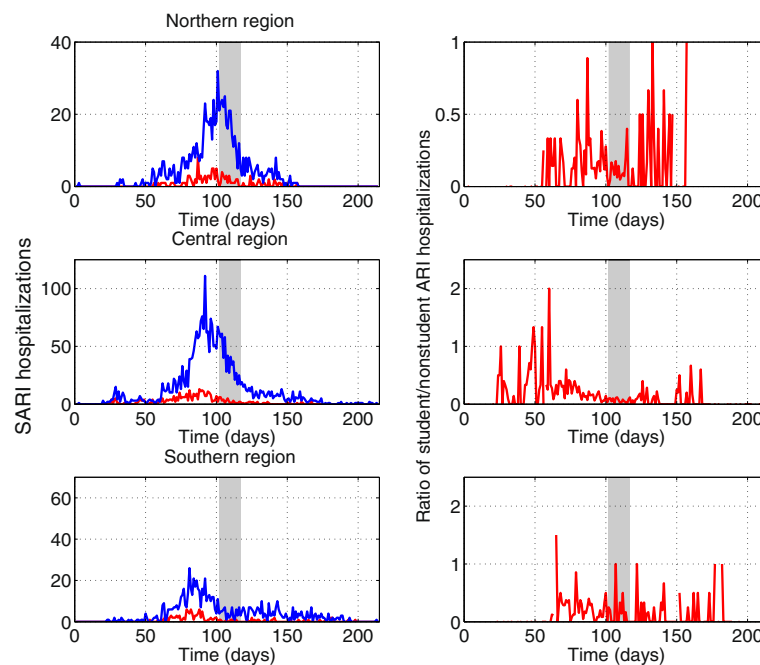 Northern region
40
20
0
0 50 100 150 200
Time (days)
1
0.5
0
0 50 100 150 200
Time (days)
Central region
100
50
0
0 50 100 150 200
Time (days)
2
1
0
0 50 100 150 200
Time (days)
Southern region
60
40
20
0
0 50 100 150 200
Time (days)
2
1
0
0 50 100 150 200
Time (days)
SARI hospitalizations
Ratio of student/nonstudent ARI hospitalizations